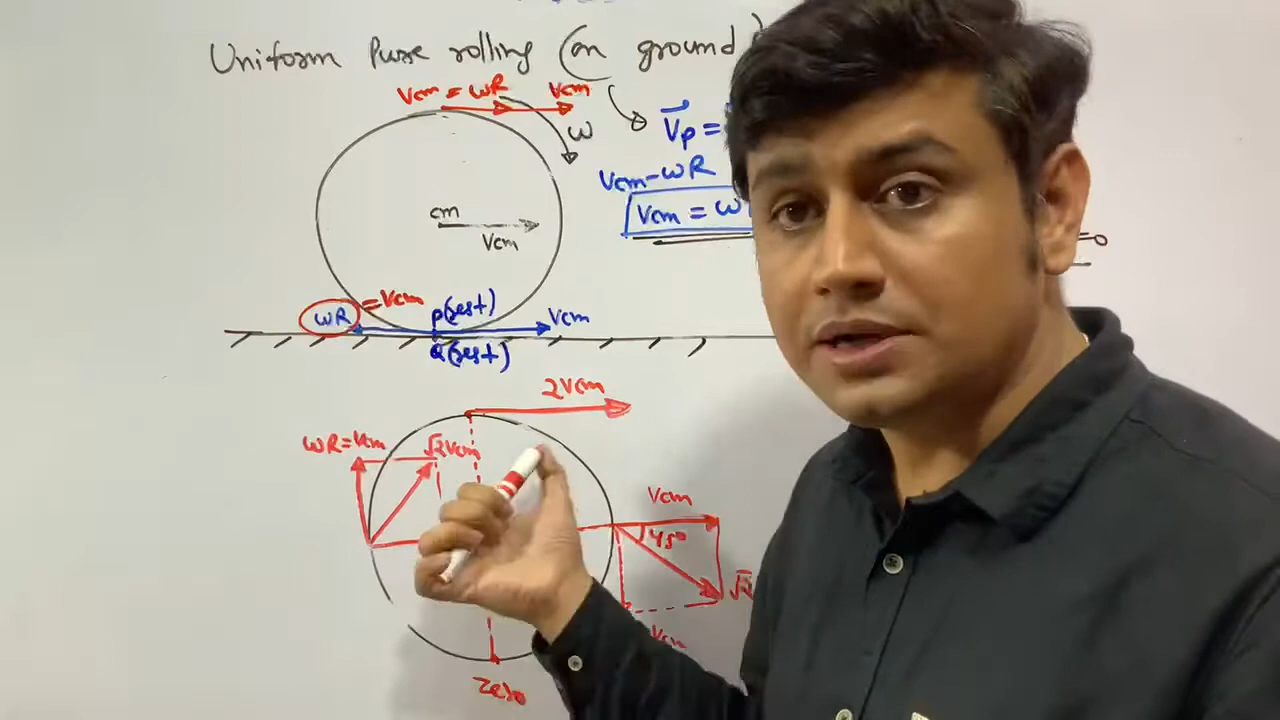 Uniform Pure rolling (on ground)
Vcm = ωR
Vcm
ω
Vp =
Vcm-ωR
Vcm = ω
cm
Vcm
ωR = Vcm
P(rest)
Vcm
Q(rest)
2Vcm
ωR = Vcm
√2Vcm
Vcm
45°
√2
Vcm
Zero